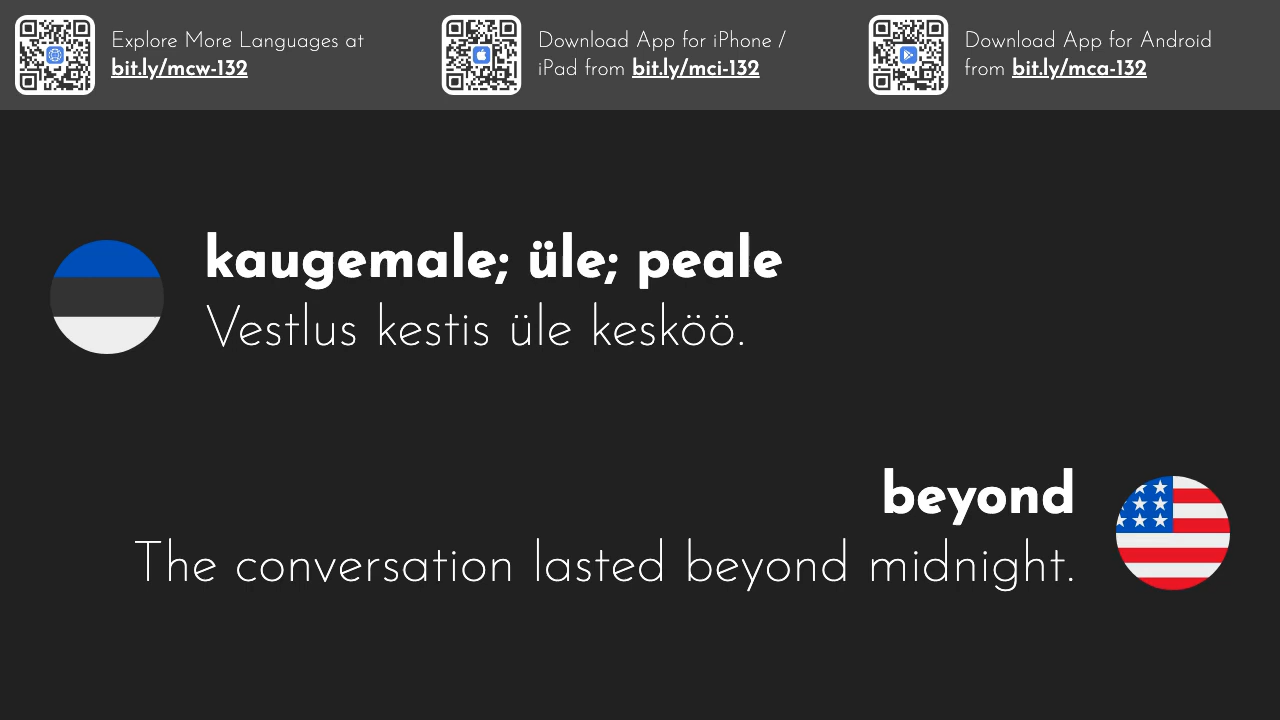 Explore More Languages at
bit.ly/mcw-132
Download App for iPhone /
iPad from bit.ly/mci-132
Download App for Android
from bit.ly/mca-132
kaugemale; üle; peale
Vestlus kestis üle kesköö.
beyond
The conversation lasted beyond midnight.